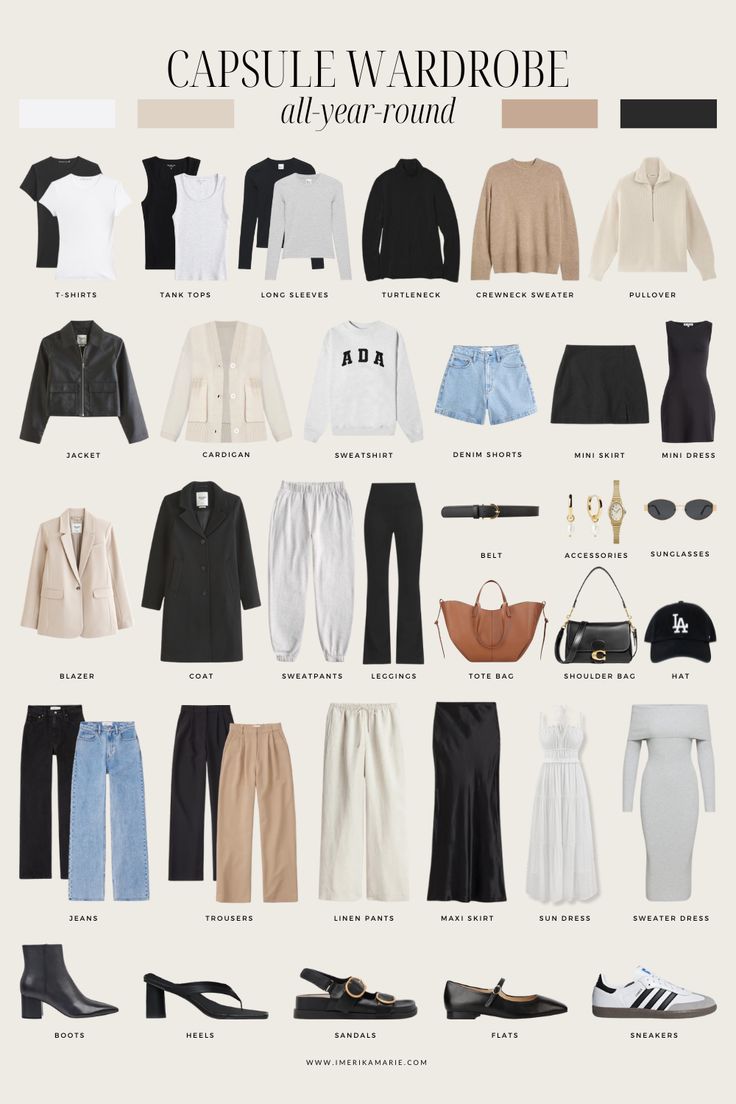 CAPSULE WARDROBE
all-year-round
T-SHIRTS
TANK TOPS
LONG SLEEVES
TURTLENECK
CREWNECK SWEATER
PULLOVER
ADA
JACKET
CARDIGAN
SWEATSHIRT
DENIM SHORTS
MINI SKIRT
MINI DRESS
BELT
ACCESSORIES
SUNGLASSES
LA
BLAZER
COAT
SWEATPANTS
LEGGINGS
TOTE BAG
SHOULDER BAG
HAT
JEANS
TROUSERS
LINEN PANTS
MAXI SKIRT
SUN DRESS
SWEATER DRESS
BOOTS
HEELS
SANDALS
FLATS
SNEAKERS
WWW.IMERIKAMARIE.COM